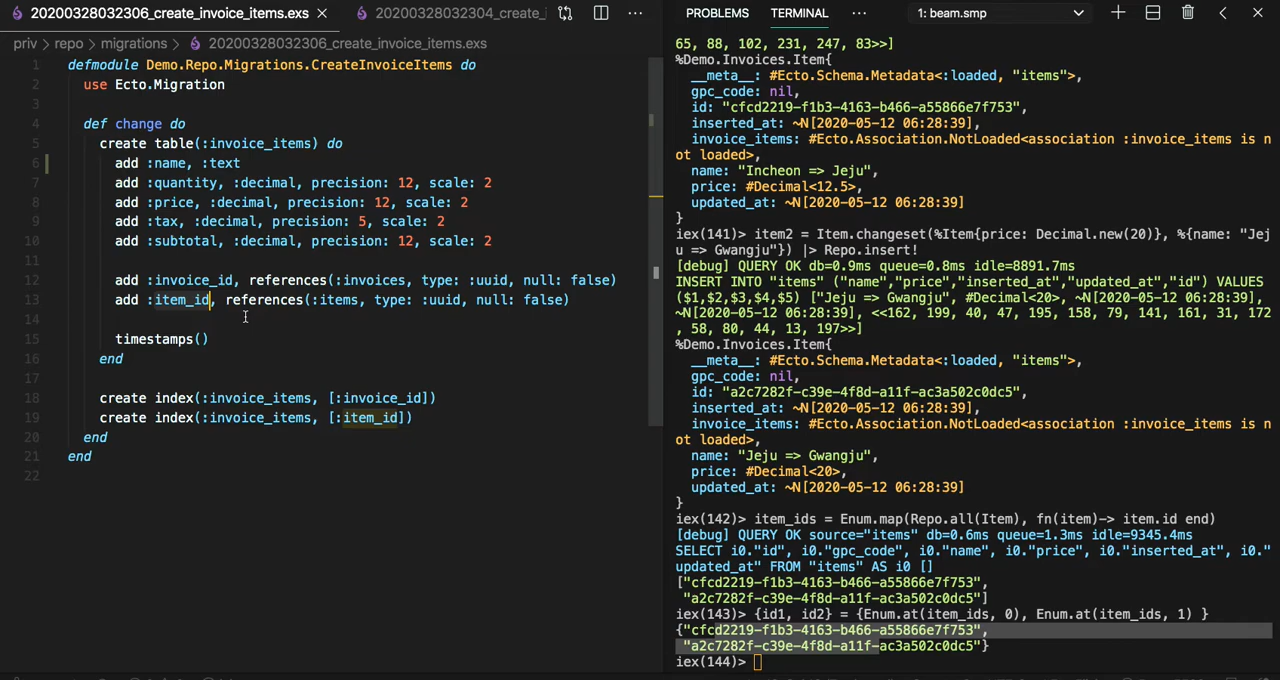 20200328032306_create_invoice_items.exs
20200328032304_create_i
PROBLEMS TERMINAL ··· 1: beam.smp
priv > repo > migrations > 20200328032306_create_invoice_items.exs
1 defmodule Demo.Repo.Migrations.CreateInvoiceItems do
2 use Ecto.Migration
3
4 def change do
5 create table(:invoice_items) do
6 add :name, :text
7 add :quantity, :decimal, precision: 12, scale: 2
8 add :price, :decimal, precision: 12, scale: 2
9 add :tax, :decimal, precision: 5, scale: 2
10 add :subtotal, :decimal, precision: 12, scale: 2
11
12 add :invoice_id, references(:invoices, type: :uuid, null: false)
13 add :item_id, references(:items, type: :uuid, null: false)
14
15 timestamps()
16 end
17
18 create index(:invoice_items, [:invoice_id])
19 create index(:invoice_items, [:item_id])
20 end
21 end
22
65, 88, 102, 231, 247, 83>>]
%Demo.Invoices.Item{
__meta__: #Ecto.Schema.Metadata<:loaded, "items">,
gpc_code: nil,
id: "cfcd2219-f1b3-4163-b466-a55866e7f753",
inserted_at: ~N[2020-05-12 06:28:39],
invoice_items: #Ecto.Association.NotLoaded<association :invoice_items is n
ot loaded>,
name: "Incheon => Jeju",
price: #Decimal<12.5>,
updated_at: ~N[2020-05-12 06:28:39]
}
iex(141)> item2 = Item.changeset(%Item{price: Decimal.new(20)}, %{name: "Jej
u => Gwangju"}) |> Repo.insert!
[debug] QUERY OK db=0.9ms queue=0.8ms idle=8891.7ms
INSERT INTO "items" ("name","price","inserted_at","updated_at","id") VALUES
($1,$2,$3,$4,$5) ["Jeju => Gwangju", #Decimal<20>, ~N[2020-05-12 06:28:39],
~N[2020-05-12 06:28:39], <<162, 199, 40, 47, 195, 158, 79, 141, 161, 31, 172
, 58, 80, 44, 13, 197>>]
%Demo.Invoices.Item{
__meta__: #Ecto.Schema.Metadata<:loaded, "items">,
gpc_code: nil,
id: "a2c7282f-c39e-4f8d-a11f-ac3a502c0dc5",
inserted_at: ~N[2020-05-12 06:28:39],
invoice_items: #Ecto.Association.NotLoaded<association :invoice_items is n
ot loaded>,
name: "Jeju => Gwangju",
price: #Decimal<20>,
updated_at: ~N[2020-05-12 06:28:39]
}
iex(142)> item_ids = Enum.map(Repo.all(Item), fn(item)-> item.id end)
[debug] QUERY OK source="items" db=0.6ms queue=1.3ms idle=9345.4ms
SELECT i0."id", i0."gpc_code", i0."name", i0."price", i0."inserted_at", i0."
updated_at" FROM "items" AS i0 []
["cfcd2219-f1b3-4163-b466-a55866e7f753",
"a2c7282f-c39e-4f8d-a11f-ac3a502c0dc5"]
iex(143)> {id1, id2} = {Enum.at(item_ids, 0), Enum.at(item_ids, 1) }
{"cfcd2219-f1b3-4163-b466-a55866e7f753",
"a2c7282f-c39e-4f8d-a11f-ac3a502c0dc5"}
iex(144)>